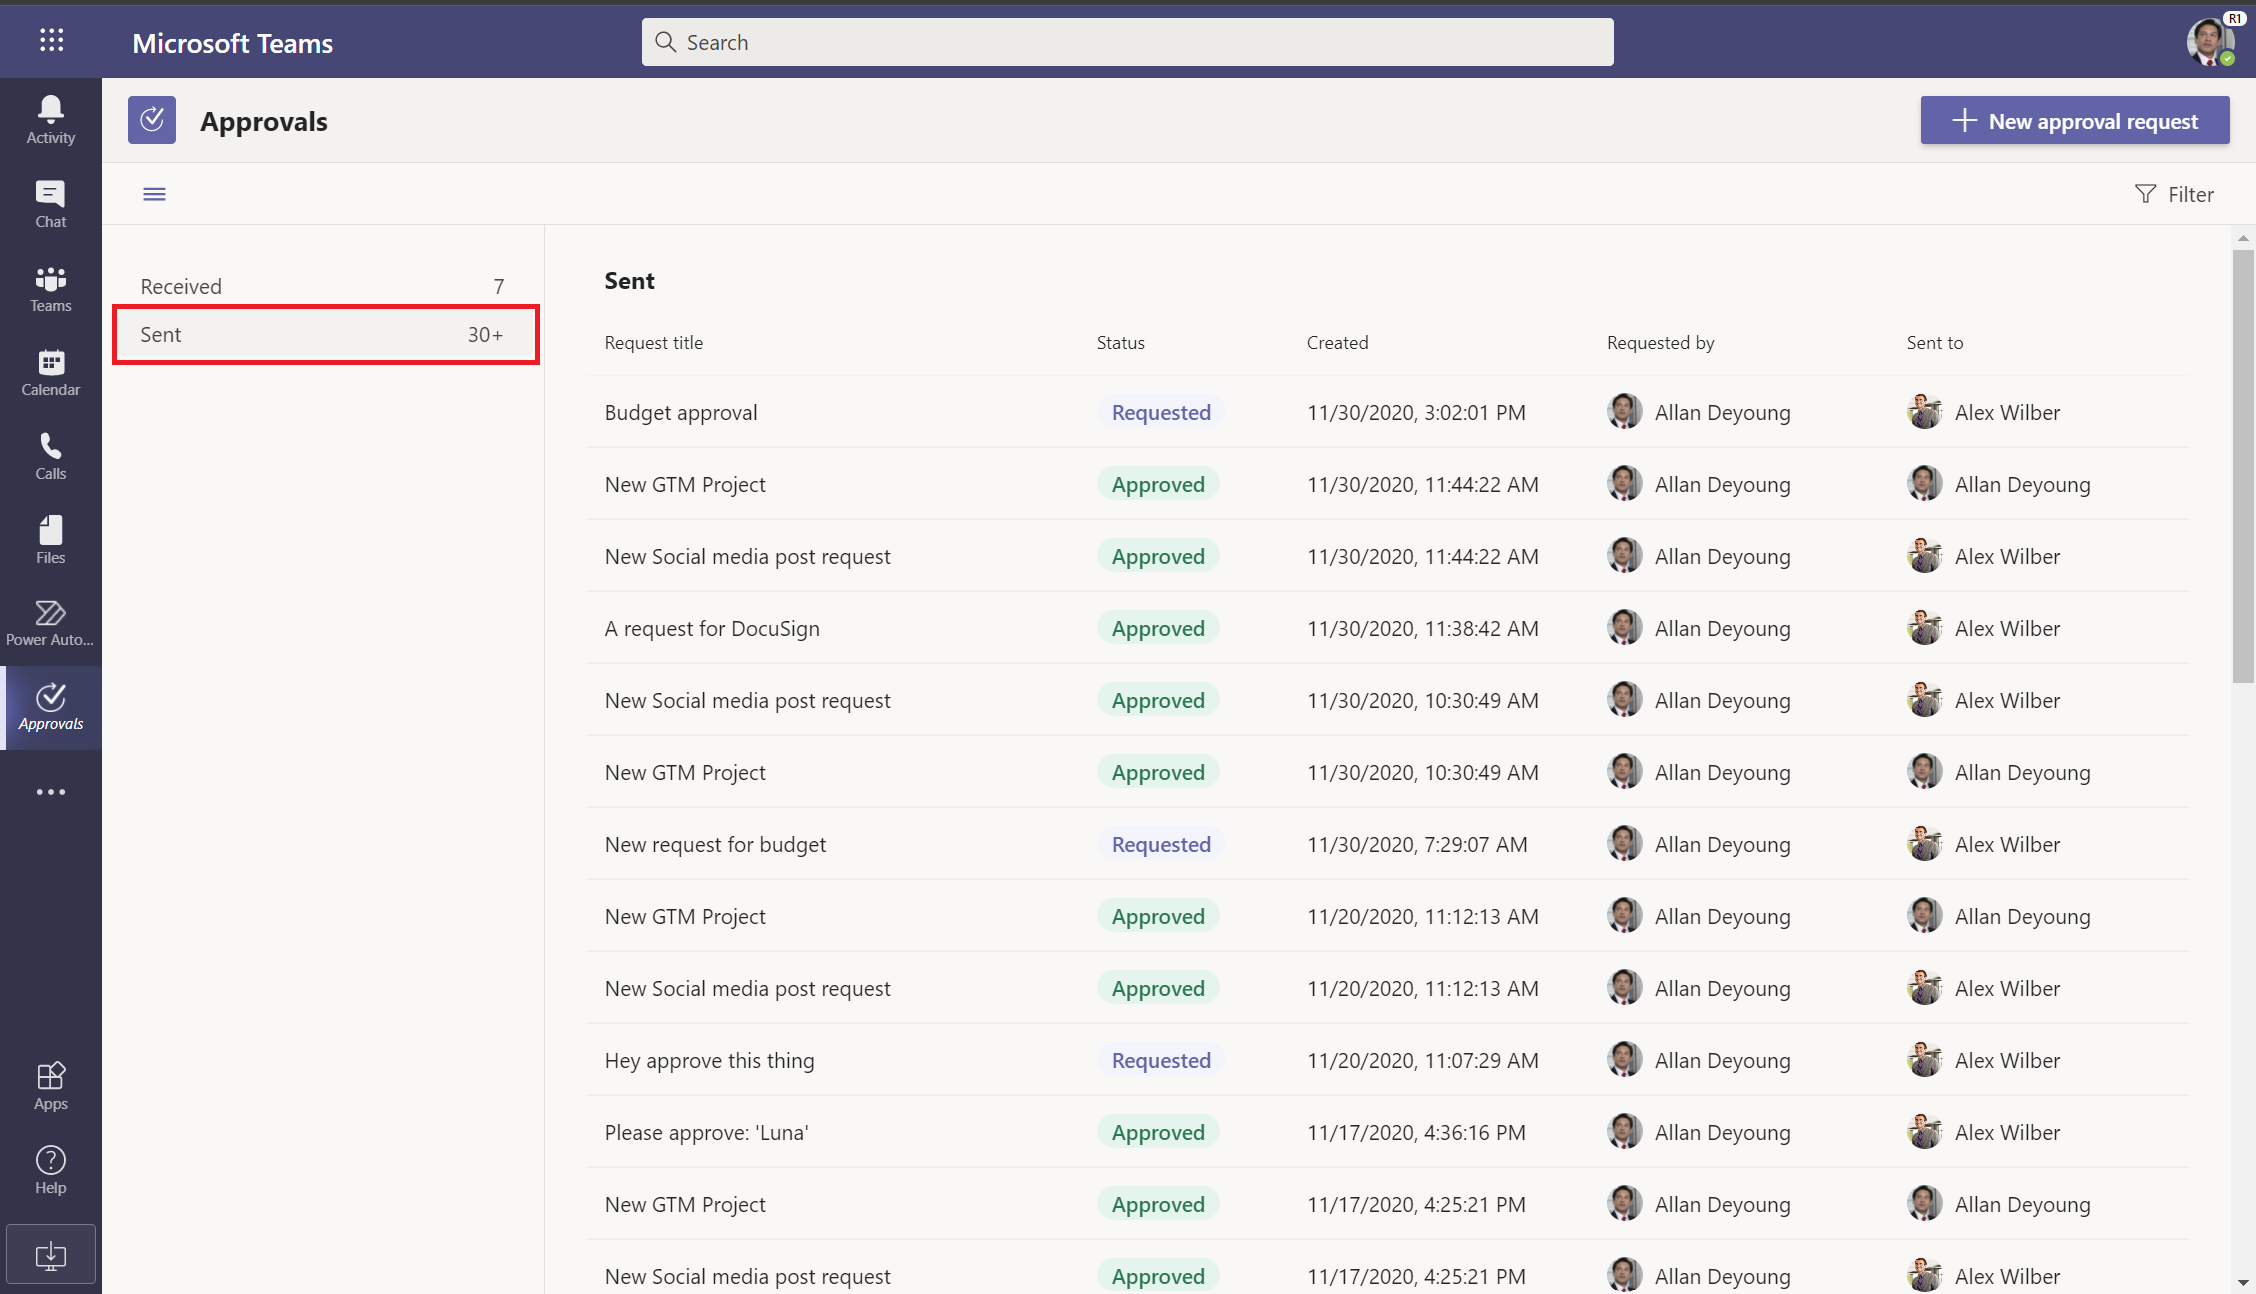 Microsoft Teams
Search
R1
Activity
Chat
Teams
Calendar
Calls
Files
Power Auto...
Approvals
Apps
Help
Approvals
New approval request
Filter
Received 7
Sent 30+
Sent
Request title Status Created Requested by Sent to
Budget approval Requested 11/30/2020, 3:02:01 PM Allan Deyoung Alex Wilber
New GTM Project Approved 11/30/2020, 11:44:22 AM Allan Deyoung Allan Deyoung
New Social media post request Approved 11/30/2020, 11:44:22 AM Allan Deyoung Alex Wilber
A request for DocuSign Approved 11/30/2020, 11:38:42 AM Allan Deyoung Alex Wilber
New Social media post request Approved 11/30/2020, 10:30:49 AM Allan Deyoung Alex Wilber
New GTM Project Approved 11/30/2020, 10:30:49 AM Allan Deyoung Allan Deyoung
New request for budget Requested 11/30/2020, 7:29:07 AM Allan Deyoung Alex Wilber
New GTM Project Approved 11/20/2020, 11:12:13 AM Allan Deyoung Allan Deyoung
New Social media post request Approved 11/20/2020, 11:12:13 AM Allan Deyoung Alex Wilber
Hey approve this thing Requested 11/20/2020, 11:07:29 AM Allan Deyoung Alex Wilber
Please approve: 'Luna' Approved 11/17/2020, 4:36:16 PM Allan Deyoung Alex Wilber
New GTM Project Approved 11/17/2020, 4:25:21 PM Allan Deyoung Allan Deyoung
New Social media post request Approved 11/17/2020, 4:25:21 PM Allan Deyoung Alex Wilber